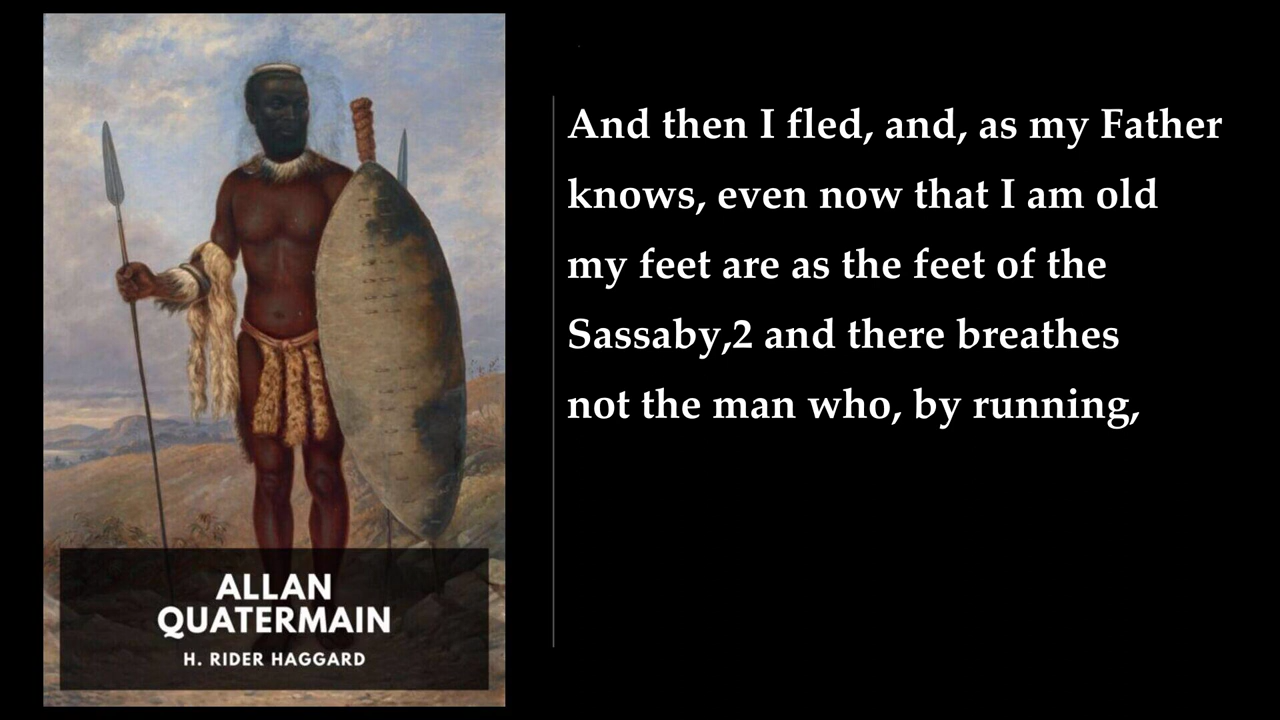 And then I fled, and, as my Father
knows, even now that I am old
my feet are as the feet of the
Sassaby,2 and there breathes
not the man who, by running,
ALLAN
QUATERMAIN
H. RIDER HAGGARD